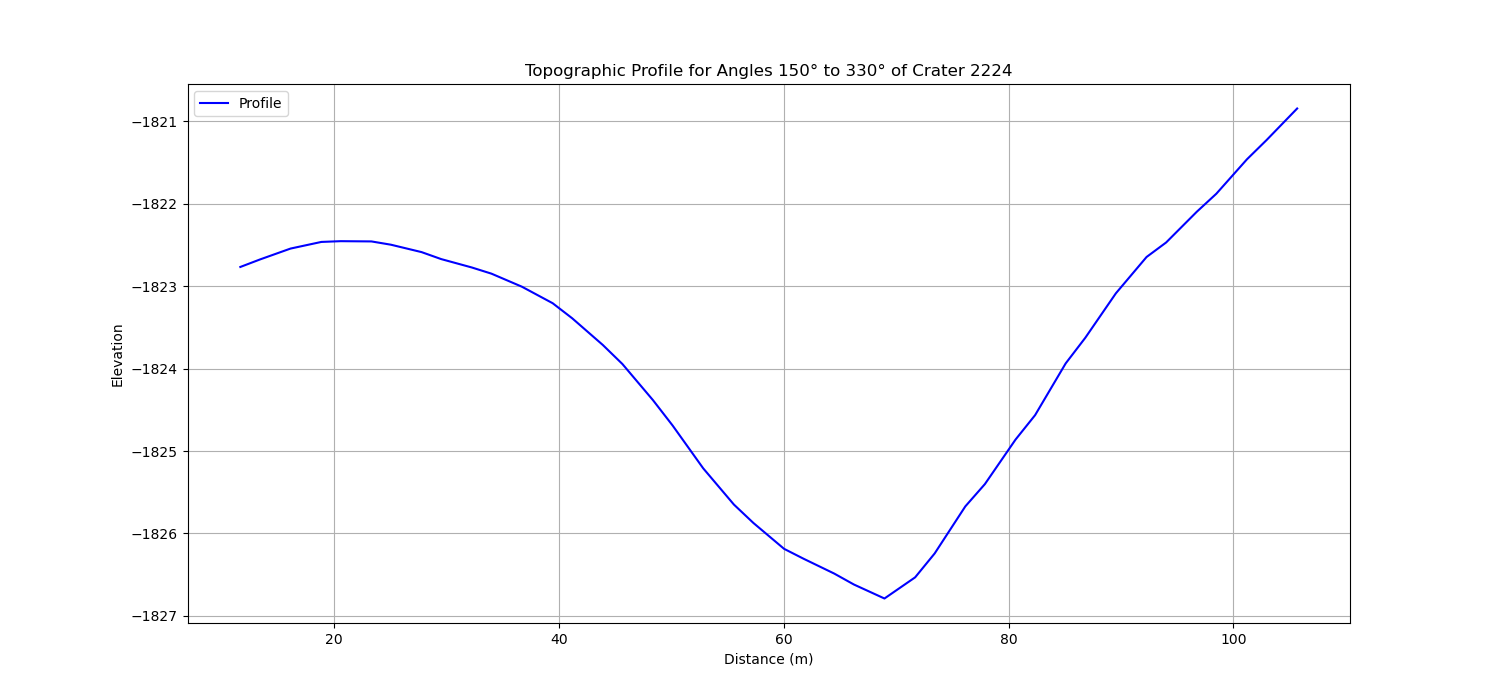 Topographic Profile for Angles 150° to 330° of Crater 2224
Profile
−1821
−1822
−1823
−1824
−1825
−1826
−1827
Elevation
20 40 60 80 100
Distance (m)